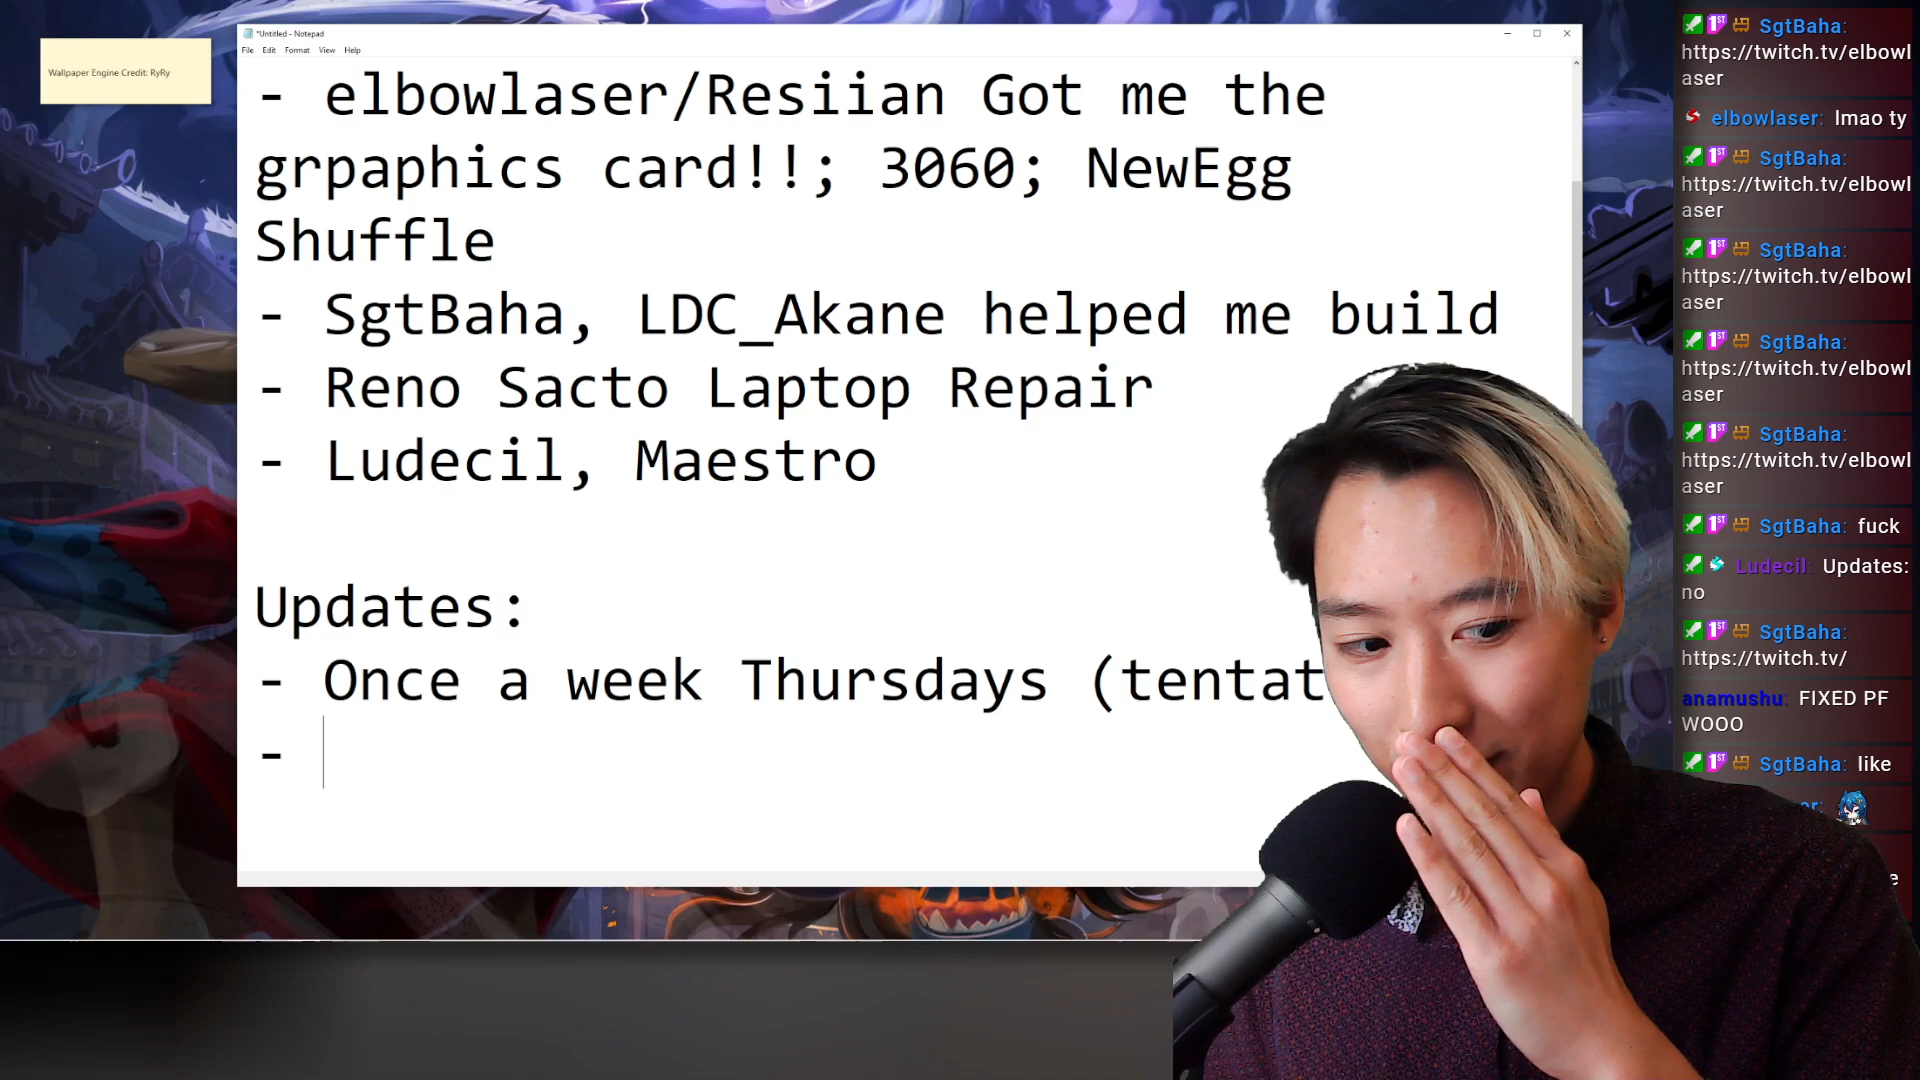 *Untitled - Notepad
File Edit Format View Help
Wallpaper Engine Credit: RyRy
- elbowlaser/Resiian Got me the
grpaphics card!!; 3060; NewEgg
Shuffle
- SgtBaha, LDC_Akane helped me build
- Reno Sacto Laptop Repair
- Ludecil, Maestro
Updates:
- Once a week Thursdays (tentat
-
SgtBaha:
https://twitch.tv/elbowl
aser
elbowlaser: lmao ty
SgtBaha:
https://twitch.tv/elbowl
aser
SgtBaha:
https://twitch.tv/elbowl
aser
SgtBaha:
https://twitch.tv/elbowl
aser
SgtBaha:
https://twitch.tv/elbowl
aser
SgtBaha: fuck
Ludecil: Updates:
no
SgtBaha:
https://twitch.tv/
anamushu: FIXED PF
WOOO
SgtBaha: like